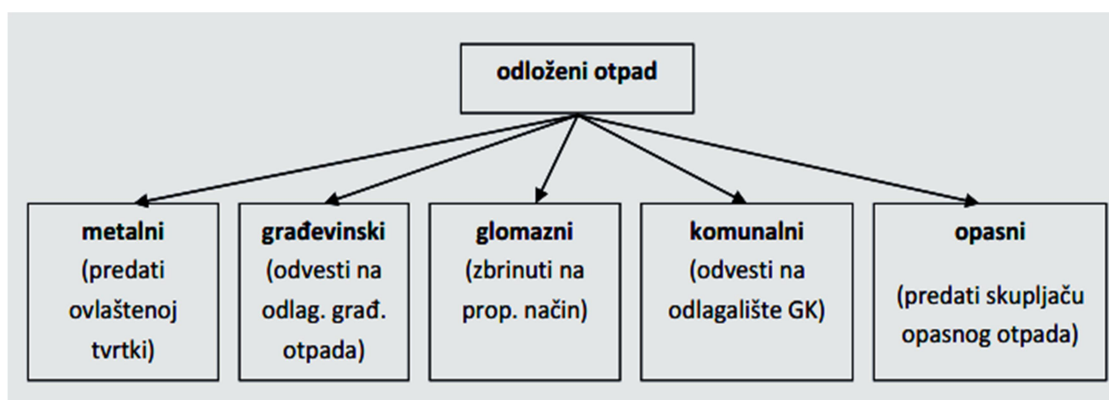 odloženi otpad
metalni
(predati
ovlaštenoj
tvrtki)
građevinski
(odvesti na
odlag. građ.
otpada)
glomazni
(zbrinuti na
prop. način)
komunalni
(odvesti na
odlagalište GK)
opasni
(predati skupljaču
opasnog otpada)